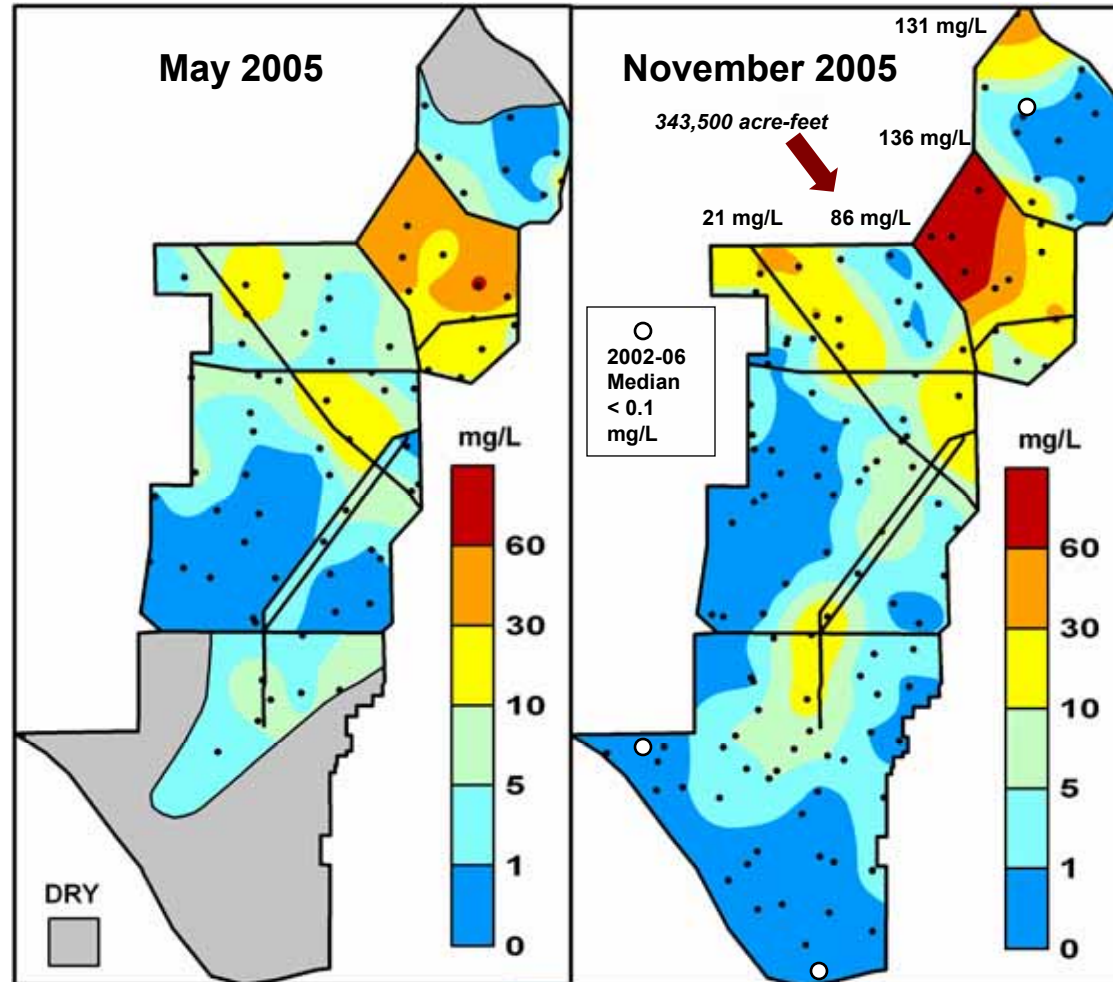 May 2005
mg/L
60
30
10
5
1
0
DRY
November 2005
131 mg/L
343,500 acre-feet
136 mg/L
21 mg/L
86 mg/L
2002-06
Median
< 0.1
mg/L
mg/L
60
30
10
5
1
0